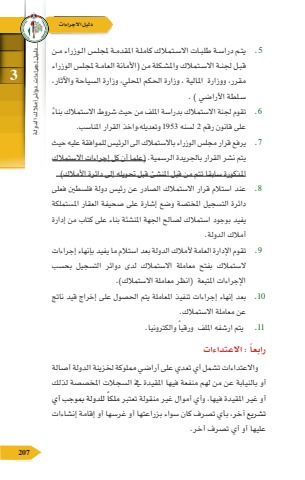 دليل الاجراءات
دليل إجراءات دوائر أملاك الدولة
3
5. يتم دراسة طلبات الاستملاك كاملة المقدمة لمجلس الوزراء من
قبل لجنة الاستملاك والمشكلة من (الأمانة العامة لمجلس الوزراء
مقرر، ووزارة المالية ، وزارة الحكم المحلي، وزارة السياحة والآثار،
سلطة الأراضي ) .
6. تقوم لجنة الاستملاك بدراسة الملف من حيث شروط الاستملاك بناءً
على قانون رقم 2 لسنه 1953 وتعديله واخذ القرار المناسب.
7. يرفع قرار مجلس الوزراء بالاستملاك الى الرئيس للموافقة عليه حيث
يتم نشر القرار بالجريدة الرسمية. (علماً أن كل إجراءات الاستملاك
المذكورة سابقا تتم من قبل المنشئ قبل تحويله إلى دائرة الأملاك).
8. عند استلام قرار الاستملاك الصادر عن رئيس دولة فلسطين فعلى
دائرة التسجيل المختصة وضع إشارة على صحيفة العقار المستملكة
يفيد بوجود استملاك لصالح الجهة المنشئة بناء على كتاب من إدارة
أملاك الدولة.
9. تقوم الإدارة العامة لأملاك الدولة بعد استلام ما يفيد بإنهاء إجراءات
لاستملاك بفتح معاملة الاستملاك لدى دوائر التسجيل بحسب
الإجراءات المتبعة (انظر معاملة الاستملاك).
10. بعد إنهاء إجراءات تنفيذ المعاملة يتم الحصول على إخراج قيد ناتج
عن معاملة الاستملاك.
11. يتم ارشفه الملف ورقياً والكترونيا .
رابعاً : الاعتداءات
والاعتداءات تشمل أي تعدي على أراضي مملوكة لخزينة الدولة أصالة
أو بالنيابة عن من لهم منفعة فيها المقيدة في السجلات المخصصة لذلك
أو غير المقيدة فيها، وأي أموال غير منقولة تعتبر ملكاً للدولة بموجب أي
تشريع آخر، بأي تصرف كان سواء بزراعتها أو غرسها أو إقامة إنشاءات
عليها أو أي تصرف آخر.
207